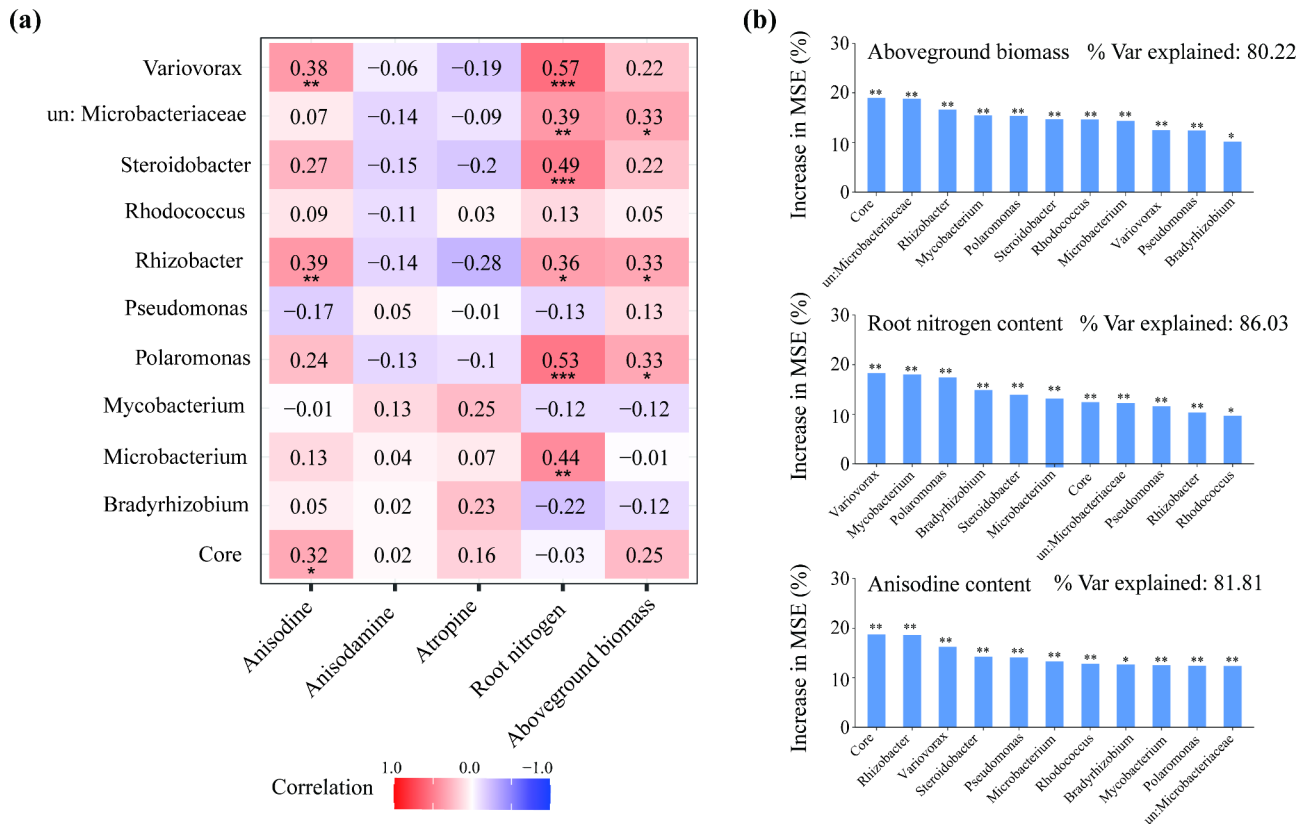 (a)
Variovorax 0.38 −0.06 −0.19 0.57 0.22
** ***
un: Microbacteriaceae 0.07 −0.14 −0.09 0.39 0.33
** *
Steroidobacter 0.27 −0.15 −0.2 0.49 0.22
***
Rhodococcus 0.09 −0.11 0.03 0.13 0.05
Rhizobacter 0.39 −0.14 −0.28 0.36 0.33
** * *
Pseudomonas −0.17 0.05 −0.01 −0.13 0.13
Polaromonas 0.24 −0.13 −0.1 0.53 0.33
*** *
Mycobacterium −0.01 0.13 0.25 −0.12 −0.12
Microbacterium 0.13 0.04 0.07 0.44 −0.01
**
Bradyrhizobium 0.05 0.02 0.23 −0.22 −0.12
Core 0.32 0.02 0.16 −0.03 0.25
*
Anisodine
Anisodamine
Atropine
Root nitrogen
Aboveground biomass
Correlation
1.0 0.0 −1.0
(b)
Increase in MSE (%)
30
20
10
0
Aboveground biomass % Var explained: 80.22
** ** ** ** ** ** ** ** ** ** *
Core
un:Microbacteriaceae
Rhizobacter
Mycobacterium
Polaromonas
Steroidobacter
Rhodococcus
Microbacterium
Variovorax
Pseudomonas
Bradyrhizobium
Increase in MSE (%)
30
20
10
0
Root nitrogen content % Var explained: 86.03
** ** ** ** ** ** ** ** ** ** *
Variovorax
Mycobacterium
Polaromonas
Bradyrhizobium
Steroidobacter
Microbacterium
Core
un:Microbacteriaceae
Pseudomonas
Rhizobacter
Rhodococcus
Increase in MSE (%)
30
20
10
0
Anisodine content % Var explained: 81.81
** ** ** ** ** ** ** * ** ** **
Core
Rhizobacter
Variovorax
Steroidobacter
Pseudomonas
Microbacterium
Rhodococcus
Bradyrhizobium
Mycobacterium
Polaromonas
un:Microbacteriaceae